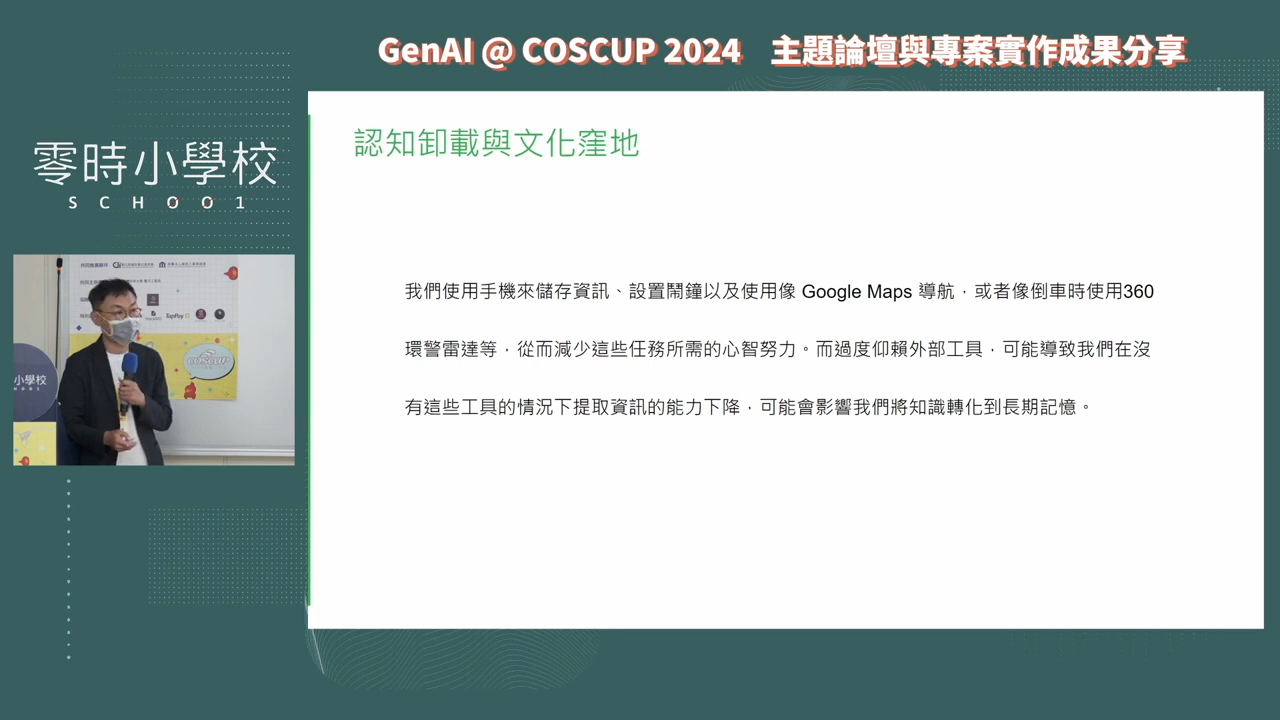 GenAI @ COSCUP 2024 主題論壇與專案實作成果分享
零時小學校
SCHOO1
認知卸載與文化窪地
我們使用手機來儲存資訊、設置鬧鐘以及使用像 Google Maps 導航，或者像倒車時使用360
環警雷達等，從而減少這些任務所需的心智努力。而過度仰賴外部工具，可能導致我們在沒
有這些工具的情況下提取資訊的能力下降，可能會影響我們將知識轉化到長期記憶。
TapPay
COSCUP
小學校